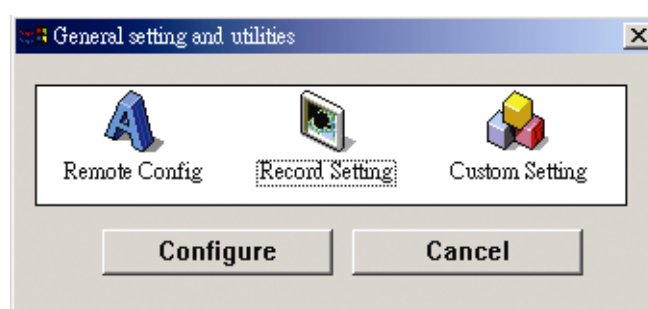 General setting and utilities
Remote Config Record Setting Custom Setting
Configure Cancel